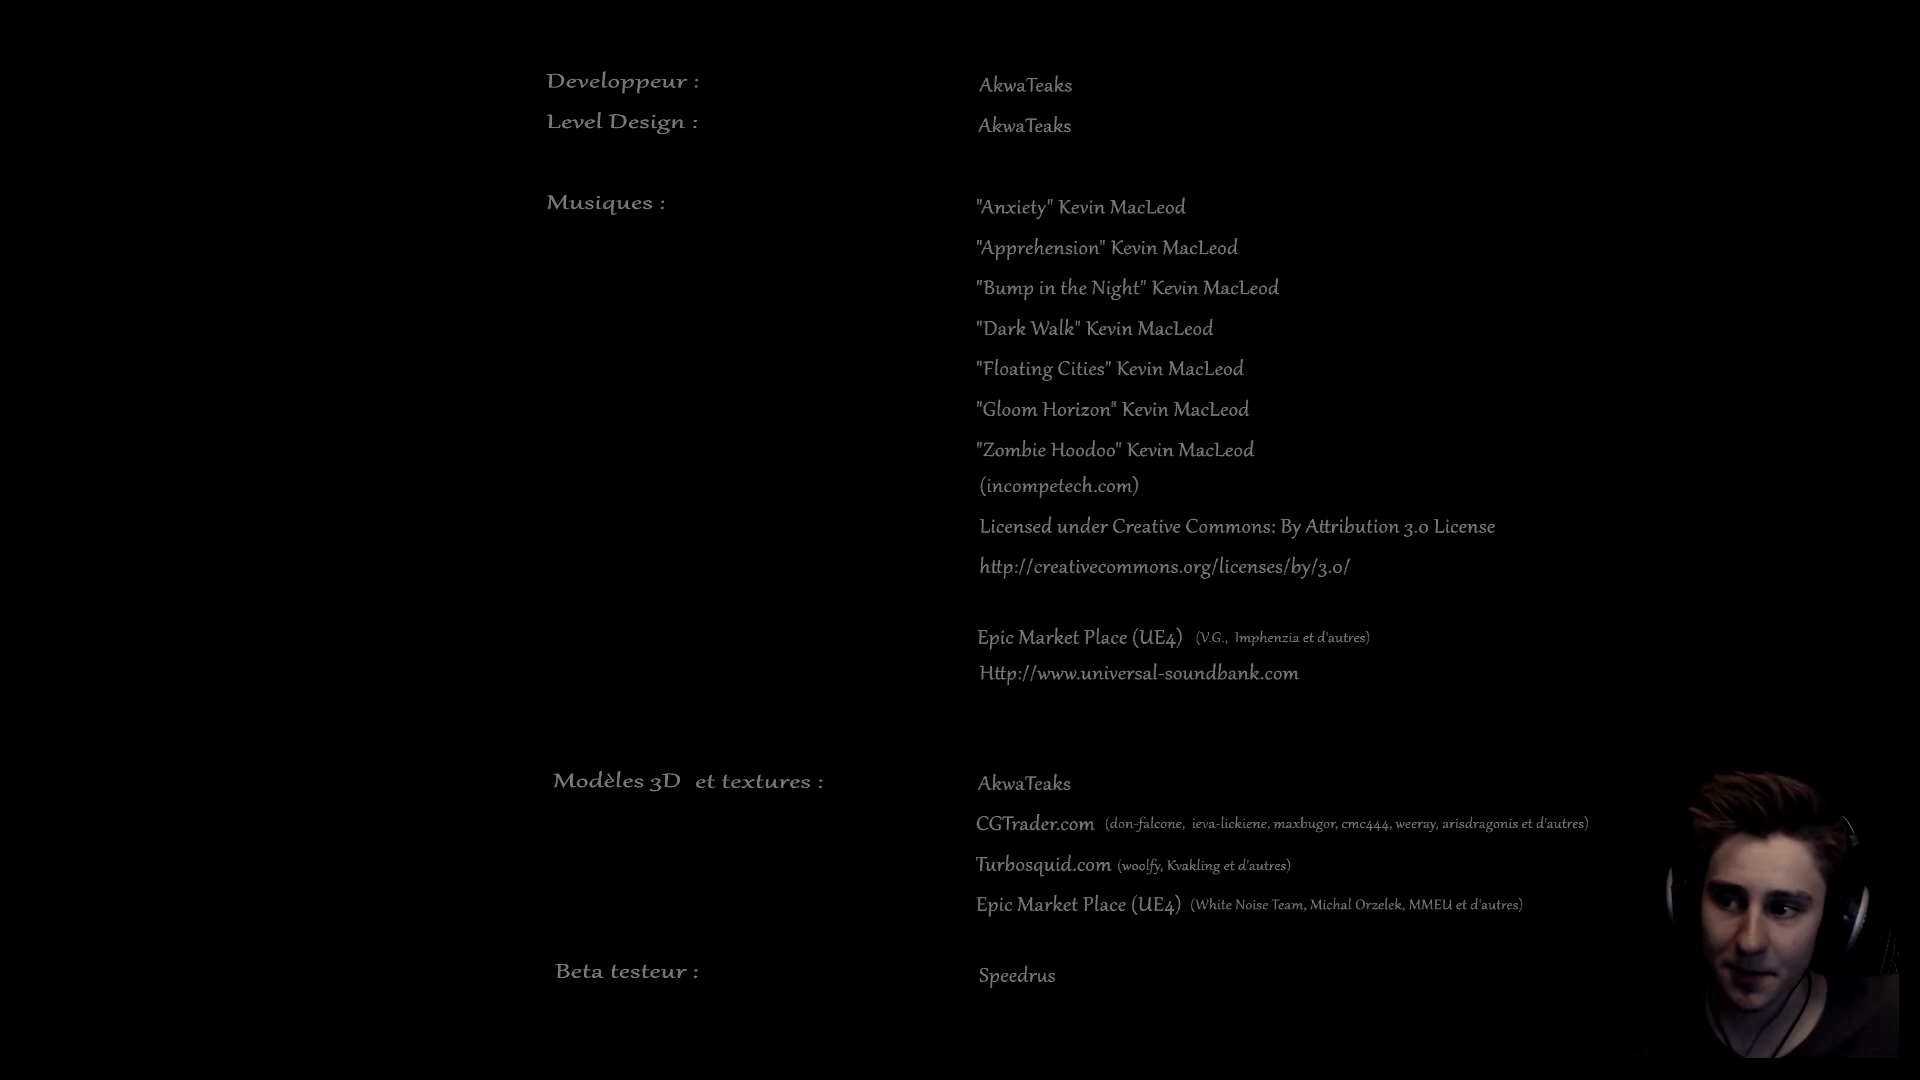 Developpeur : AkwaTeaks
Level Design : AkwaTeaks
Musiques : "Anxiety" Kevin MacLeod
"Apprehension" Kevin MacLeod
"Bump in the Night" Kevin MacLeod
"Dark Walk" Kevin MacLeod
"Floating Cities" Kevin MacLeod
"Gloom Horizon" Kevin MacLeod
"Zombie Hoodoo" Kevin MacLeod
(incompetech.com)
Licensed under Creative Commons: By Attribution 3.0 License
http://creativecommons.org/licenses/by/3.0/
Epic Market Place (UE4) (V.G., Imphenzia et d'autres)
Http://www.universal-soundbank.com
Modèles 3D et textures : AkwaTeaks
CGTrader.com (don-falcone, ieva-lickiene, maxbugor, cmc444, weeray, arisdragonis et d'autres)
Turbosquid.com (woolfy, Kvakling et d'autres)
Epic Market Place (UE4) (White Noise Team, Michal Orzelek, MMEU et d'autres)
Beta testeur : Speedrus